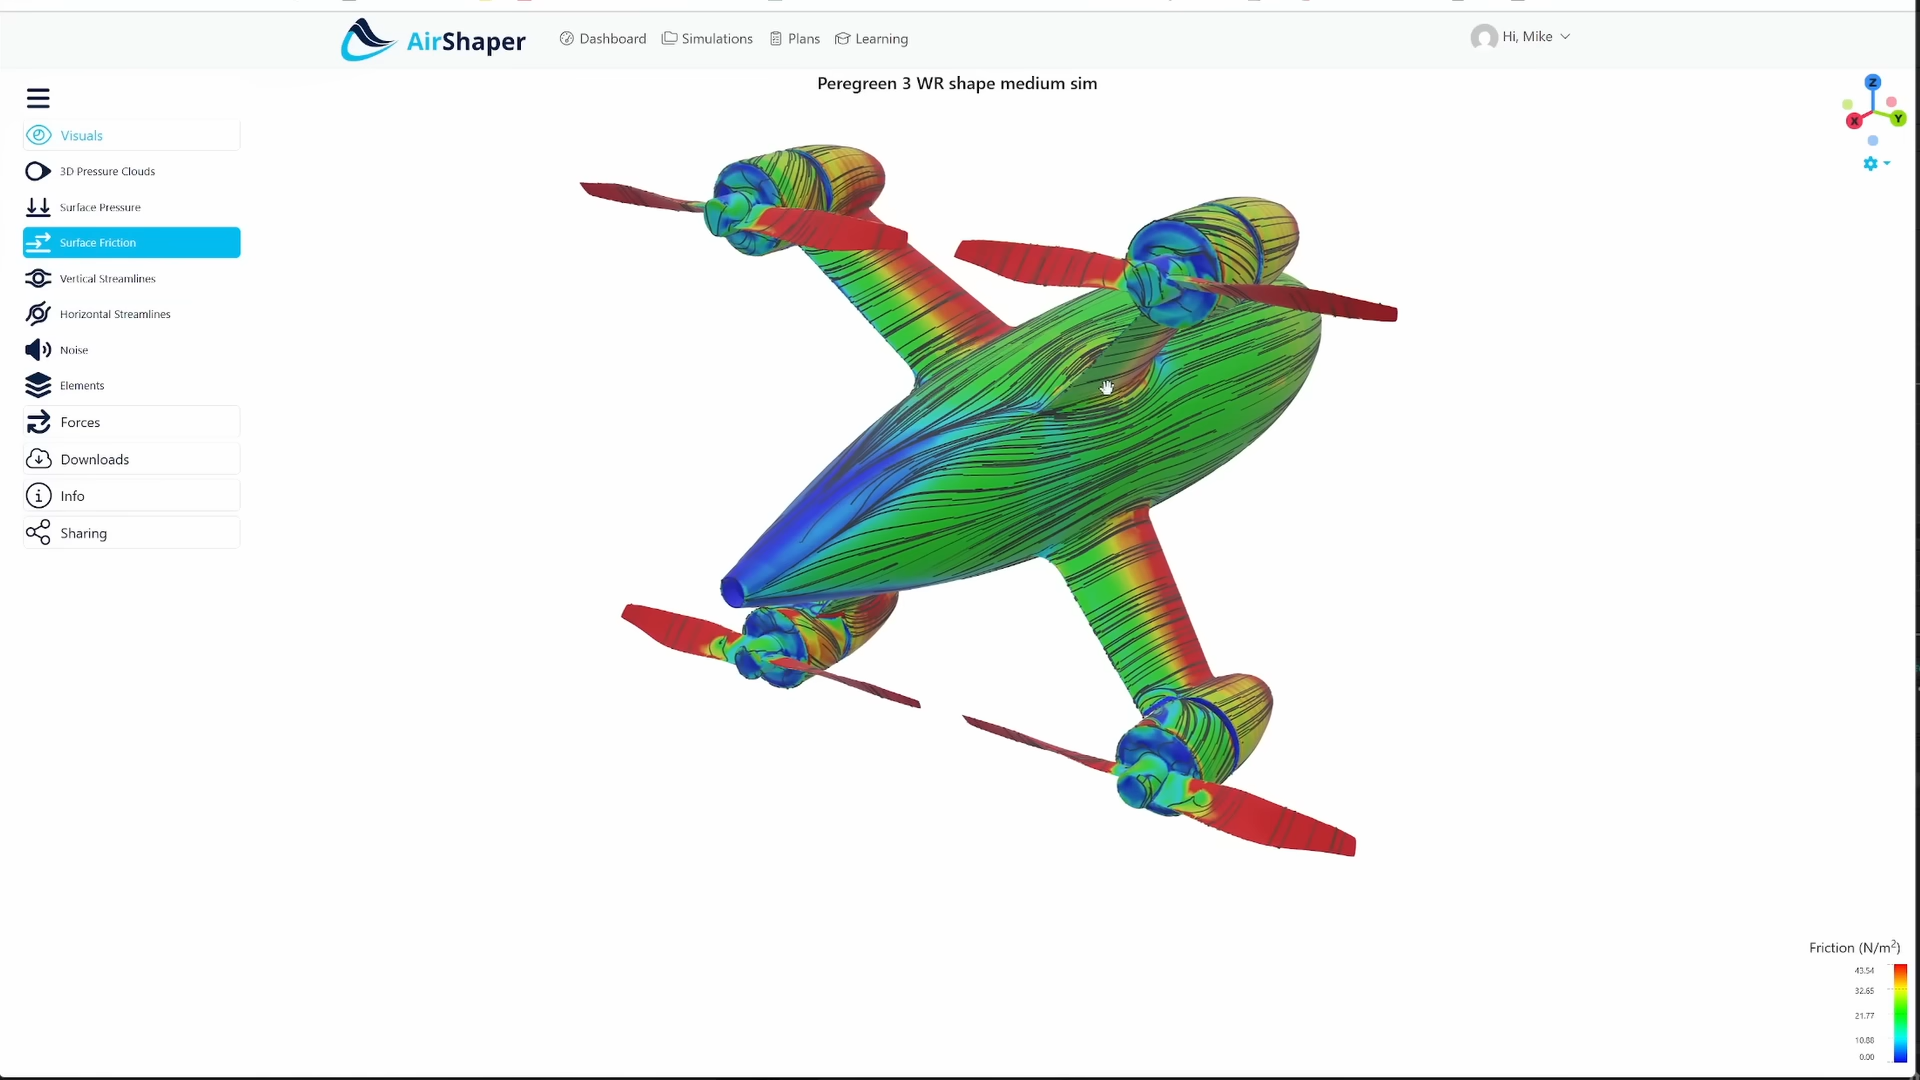 AirShaper
Dashboard
Simulations
Plans
Learning
Hi, Mike
Peregreen 3 WR shape medium sim
Z
X
Y
Visuals
3D Pressure Clouds
Surface Pressure
Surface Friction
Vertical Streamlines
Horizontal Streamlines
Noise
Elements
Forces
Downloads
Info
Sharing
Friction (N/m²)
43.54
32.65
21.77
10.88
0.00